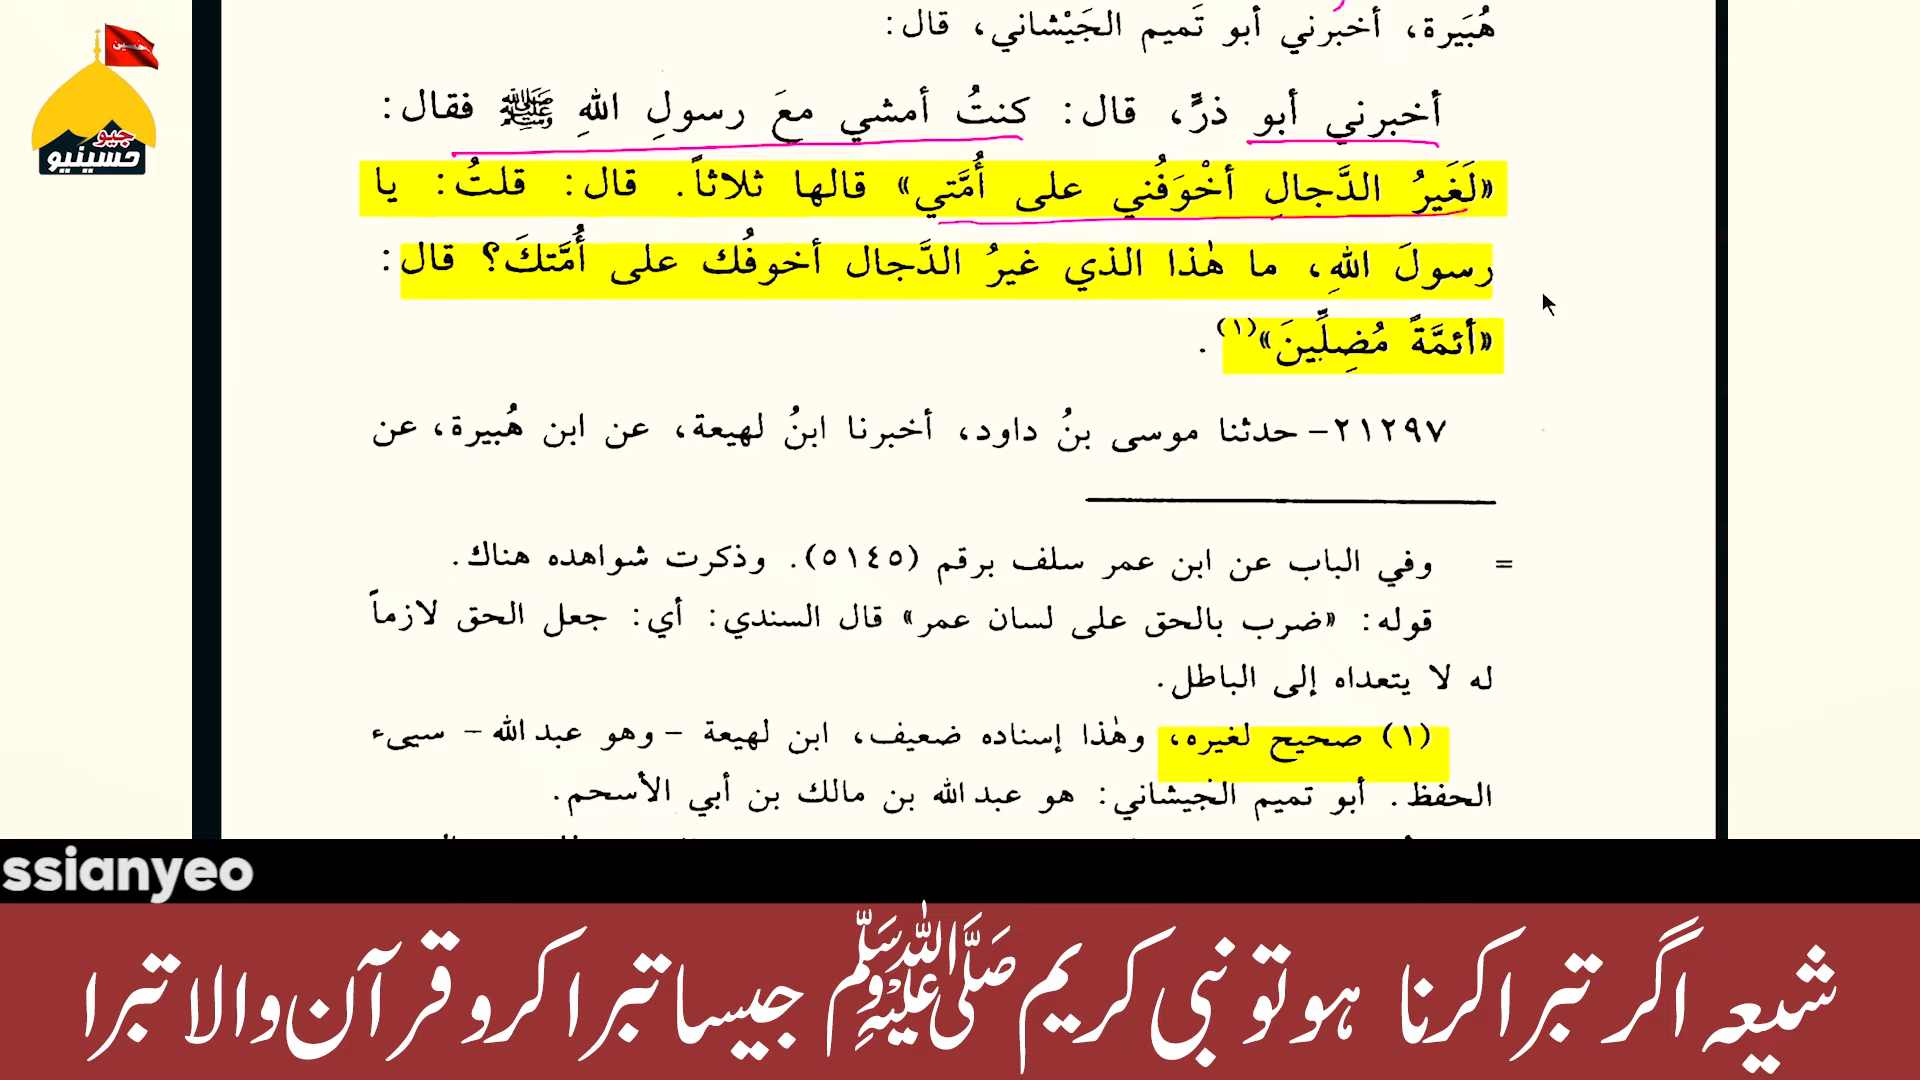 هُبَيرة، أخبرني أبو تَميم الجَيْشاني، قال:
أخبرني أبو ذرٍّ، قال: كنتُ أمشي معَ رسولِ اللهِ ﷺ فقال:
«لَغَيرُ الدَّجالِ أخْوَفُني على أُمَّتي» قالها ثلاثاً. قال: قلتُ: يا
رسولَ اللهِ، ما هٰذا الذي غيرُ الدَّجال أخوفُك على أُمَّتكَ؟ قال:
«أئمَّةً مُضِلِّينَ»(١).
٢١٢٩٧- حدثنا موسى بنُ داود، أخبرنا ابنُ لهيعة، عن ابن هُبيرة، عن
= وفي الباب عن ابن عمر سلف برقم (٥١٤٥). وذكرت شواهده هناك.
قوله: «ضرب بالحق على لسان عمر» قال السندي: أي: جعل الحق لازماً
له لا يتعداه إلى الباطل.
(١) صحيح لغيره، وهٰذا إسناده ضعيف، ابن لهيعة -وهو عبد الله- سيىء
الحفظ. أبو تميم الجيشاني: هو عبد الله بن مالك بن أبي الأسحم.
حسین
جیو
حسینیو
ssianyeo
شیعہ اگر تبرا کرنا ہو تو نبی کریم صَلَّی اللّٰہُ عَلَیْہِ وَسَلَّم جیسا تبرا کرو قرآن والا تبرا